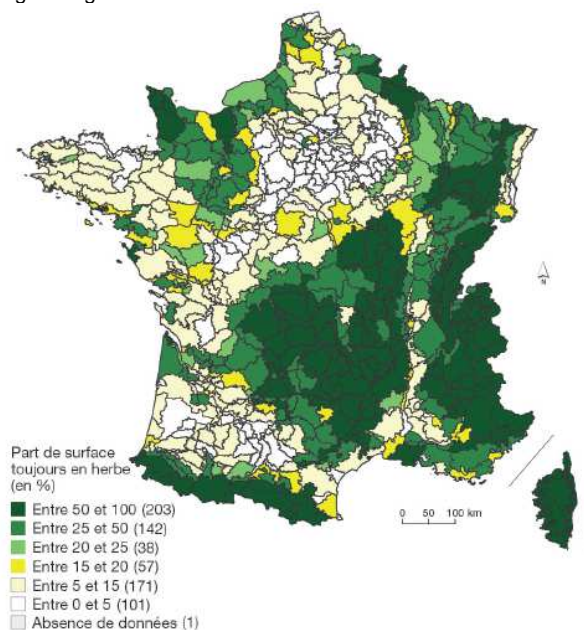 N
Part de surface
toujours en herbe
(en %)
Entre 50 et 100 (203)
Entre 25 et 50 (142)
Entre 20 et 25 (38)
Entre 15 et 20 (57)
Entre 5 et 15 (171)
Entre 0 et 5 (101)
Absence de données (1)
0 50 100 km